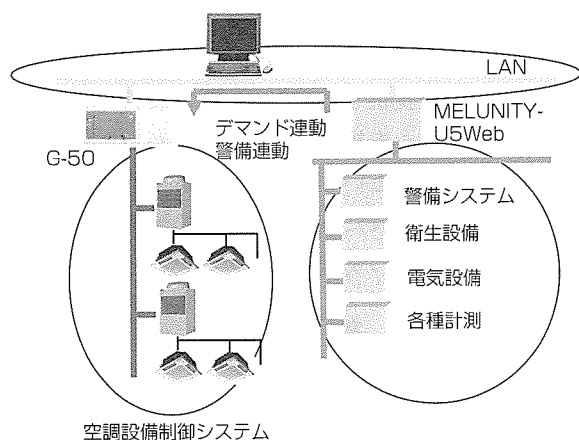 LAN
MELUNITY-
U5Web
デマンド連動
警備連動
G-50
警備システム
衛生設備
電気設備
各種計測
空調設備制御システム